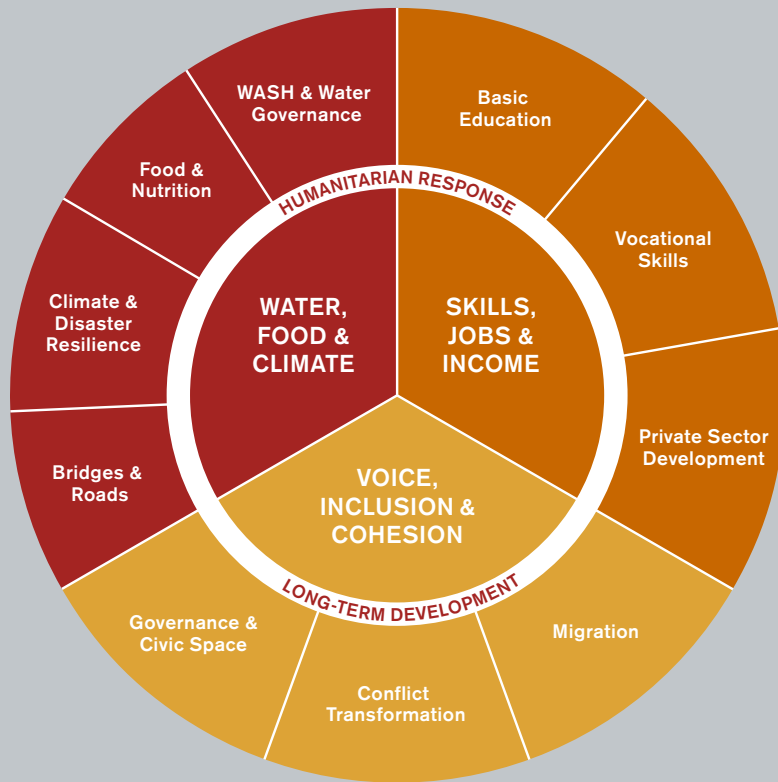 WASH & Water
Governance
Basic
Education
Food &
Nutrition
HUMANITARIAN RESPONSE
Vocational
Skills
Climate &
Disaster
Resilience
WATER,
FOOD &
CLIMATE
SKILLS,
JOBS &
INCOME
Private Sector
Development
Bridges &
Roads
VOICE,
INCLUSION &
COHESION
LONG-TERM DEVELOPMENT
Governance &
Civic Space
Migration
Conflict
Transformation